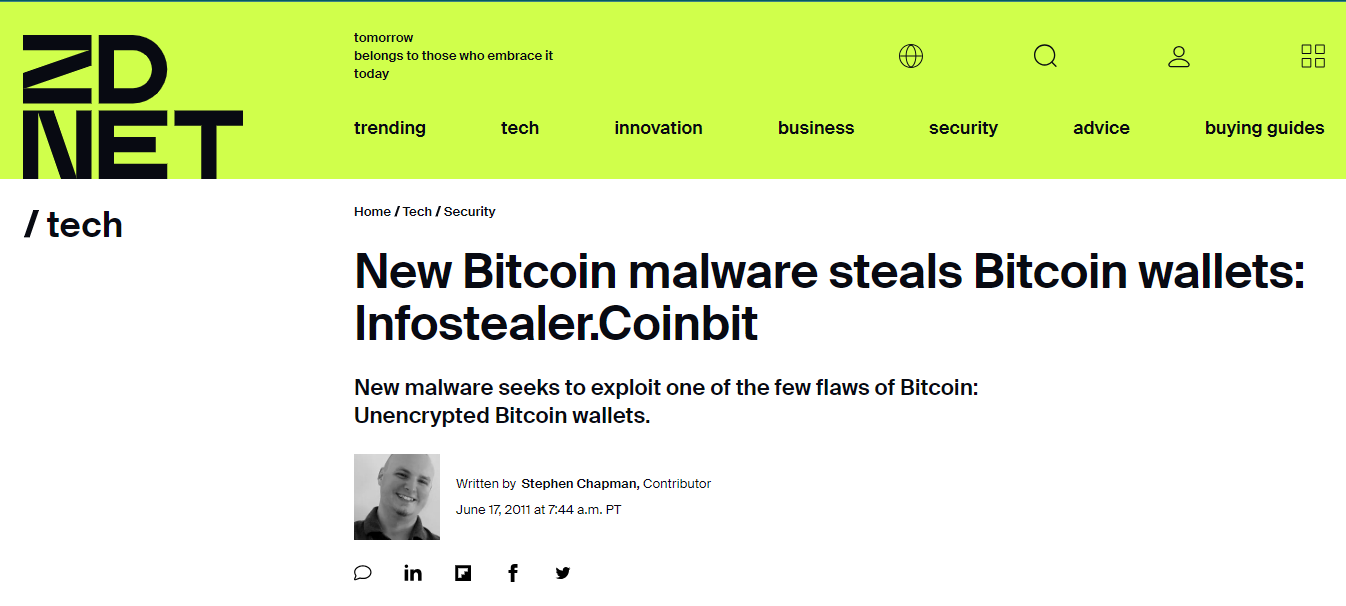 ZD
NET
tomorrow
belongs to those who embrace it
today
trending tech innovation business security advice buying guides
/ tech
Home / Tech / Security
New Bitcoin malware steals Bitcoin wallets:
Infostealer.Coinbit
New malware seeks to exploit one of the few flaws of Bitcoin:
Unencrypted Bitcoin wallets.
Written by Stephen Chapman, Contributor
June 17, 2011 at 7:44 a.m. PT